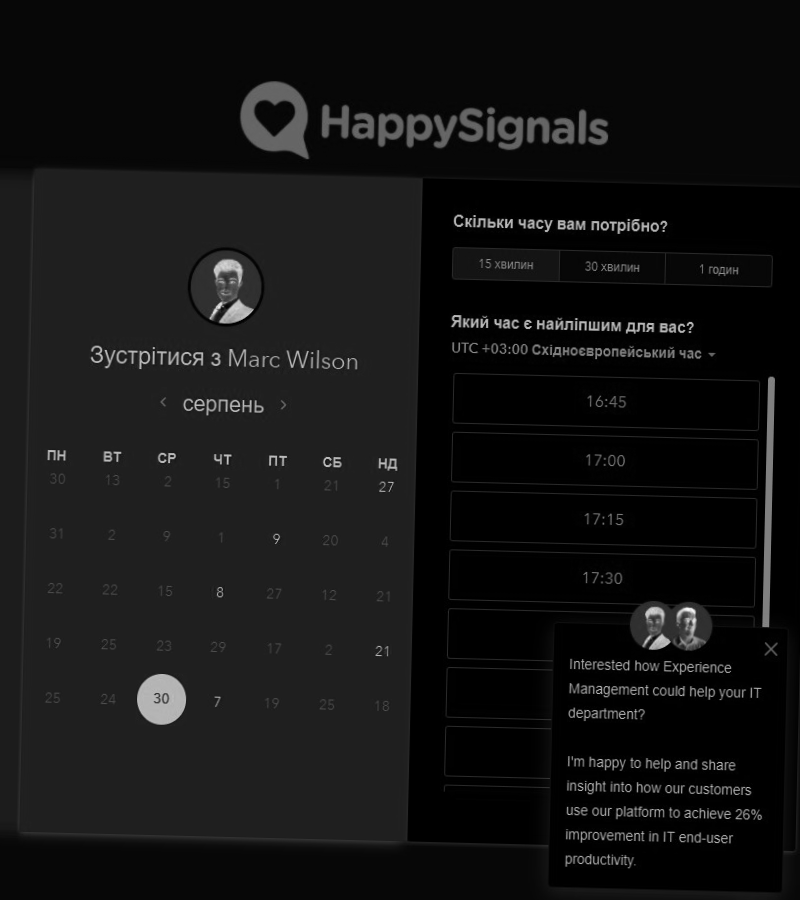 HappySignals
Зустрітися з Marc Wilson
серпень
ПН ВТ СР ЧТ ПТ СБ НД
30 13 2 15 1 21 27
31 2 9 1 9 20 4
22 22 15 8 27 12 21
19 25 23 29 17 2 21
25 24 30 7 19 25 18
Скільки часу вам потрібно?
15 хвилин 30 хвилин 1 годин
Який час є найліпшим для вас?
UTC +03:00 Східноєвропейський час
16:45
17:00
17:15
17:30
Interested how Experience
Management could help your IT
department?
I'm happy to help and share
insight into how our customers
use our platform to achieve 26%
improvement in IT end-user
productivity.